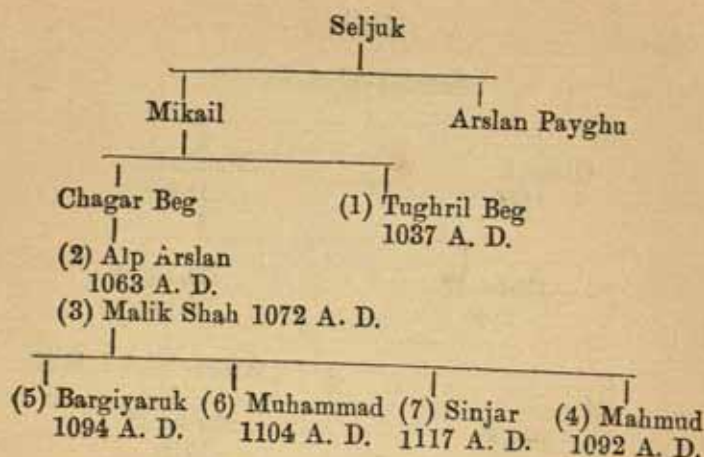 Seljuk
Mikail
Arslan Payghu
Chagar Beg
(1) Tughril Beg
1037 A. D.
(2) Alp Arslan
1063 A. D.
(3) Malik Shah 1072 A. D.
(5) Bargiyaruk (6) Muhammad (7) Sinjar (4) Mahmud
1094 A. D. 1104 A. D. 1117 A. D. 1092 A. D.